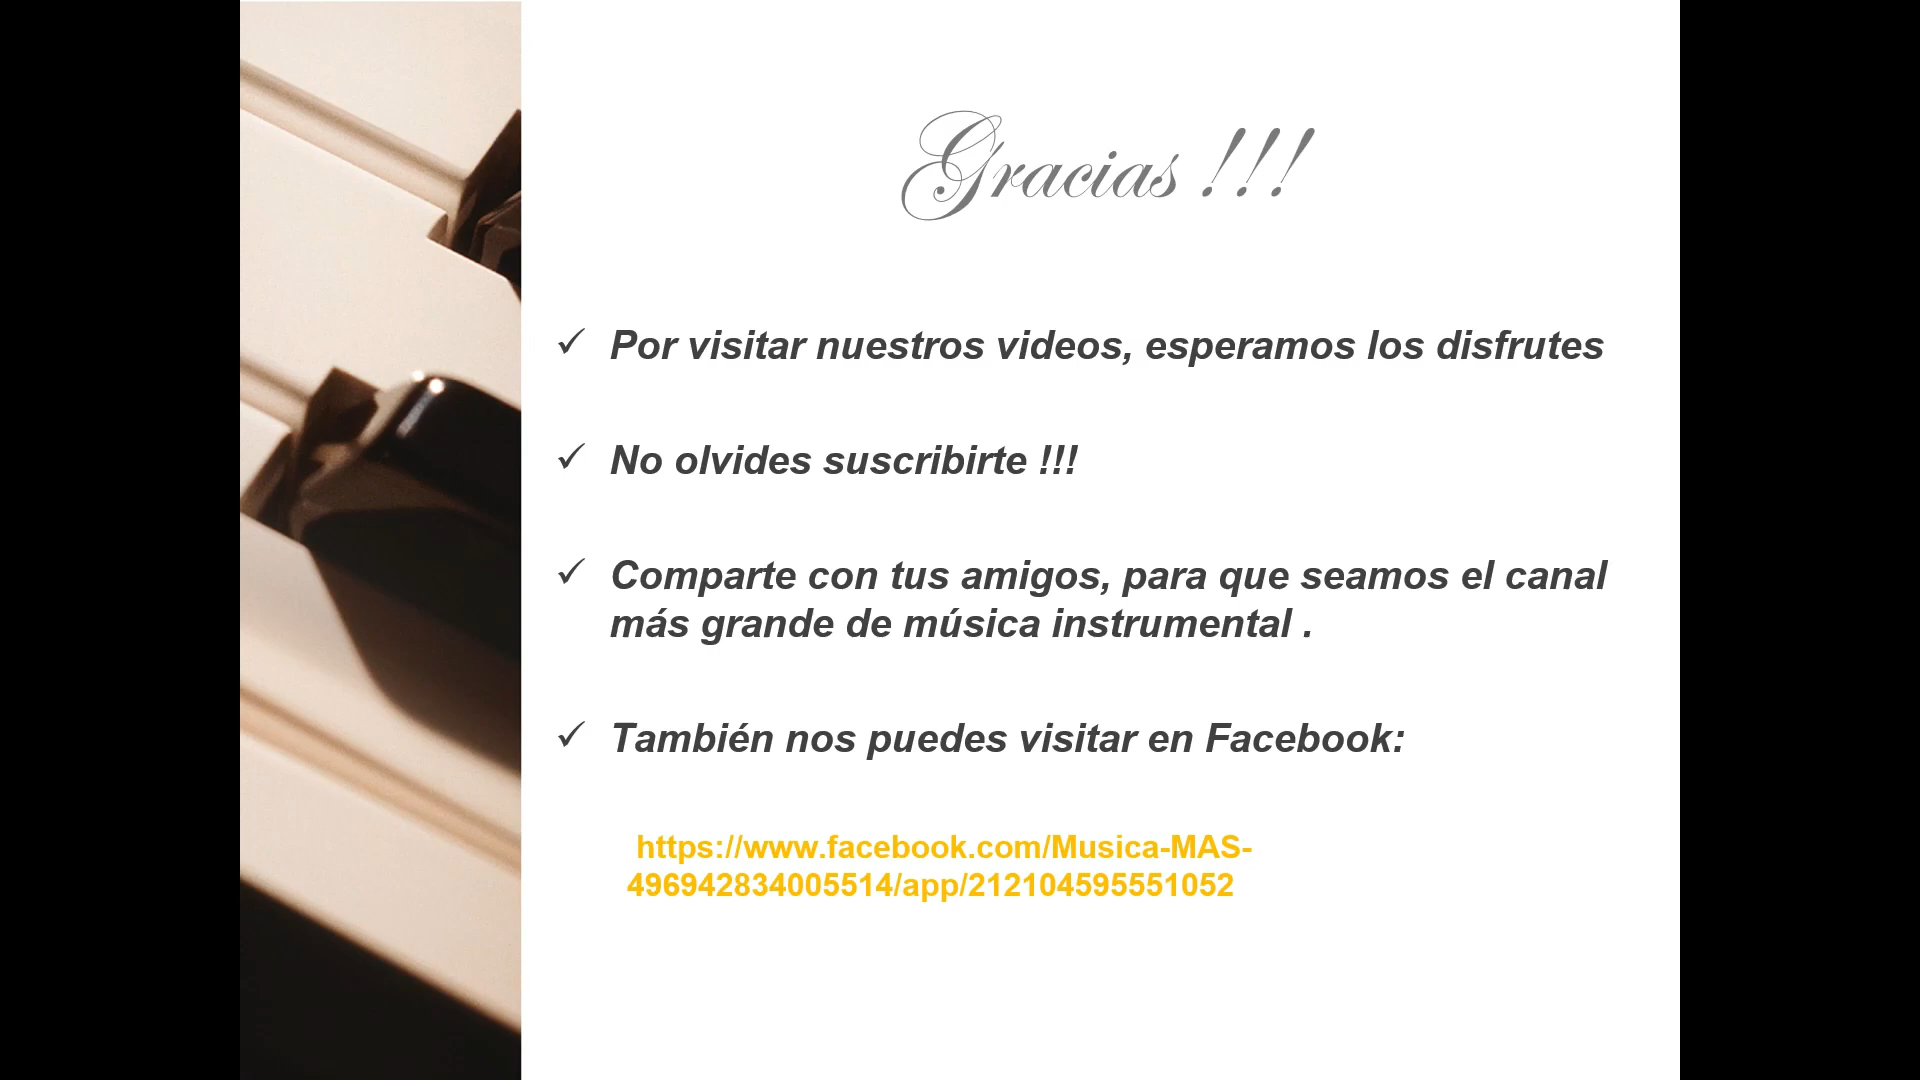 Gracias !!!
✓ Por visitar nuestros videos, esperamos los disfrutes
✓ No olvides suscribirte !!!
✓ Comparte con tus amigos, para que seamos el canal
más grande de música instrumental .
✓ También nos puedes visitar en Facebook:
https://www.facebook.com/Musica-MAS-
496942834005514/app/212104595551052